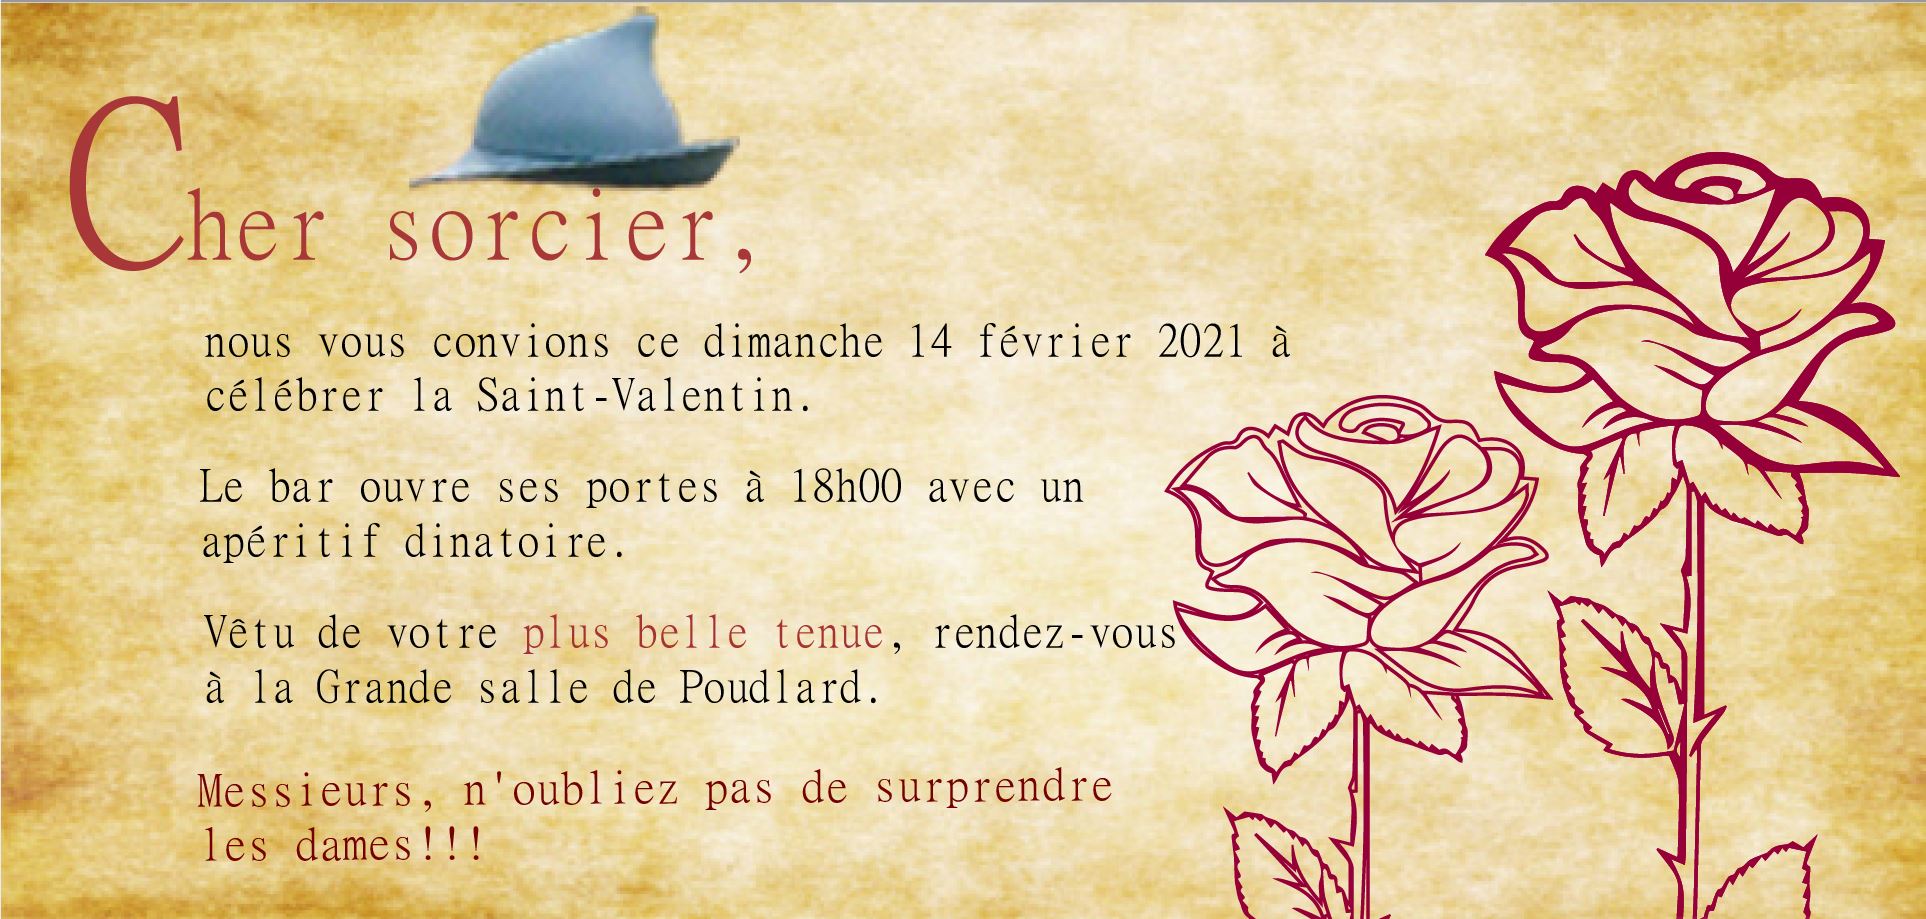 Cher sorcier,
nous vous convions ce dimanche 14 février 2021 à
célébrer la Saint-Valentin.
Le bar ouvre ses portes à 18h00 avec un
apéritif dinatoire.
Vêtu de votre plus belle tenue, rendez-vous
à la Grande salle de Poudlard.
Messieurs, n'oubliez pas de surprendre
les dames!!!